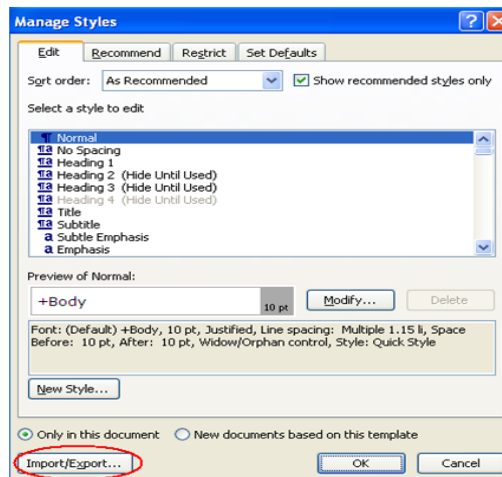 Manage Styles
Edit Recommend Restrict Set Defaults
Sort order: As Recommended Show recommended styles only
Select a style to edit
¶ Normal
¶a No Spacing
¶a Heading 1
¶a Heading 2 (Hide Until Used)
¶a Heading 3 (Hide Until Used)
¶a Heading 4 (Hide Until Used)
¶a Title
¶a Subtitle
a Subtle Emphasis
a Emphasis
Preview of Normal:
+Body 10 pt Modify... Delete
Font: (Default) +Body, 10 pt, Justified, Line spacing: Multiple 1.15 li, Space
Before: 10 pt, After: 10 pt, Widow/Orphan control, Style: Quick Style
New Style...
Only in this document New documents based on this template
Import/Export... OK Cancel